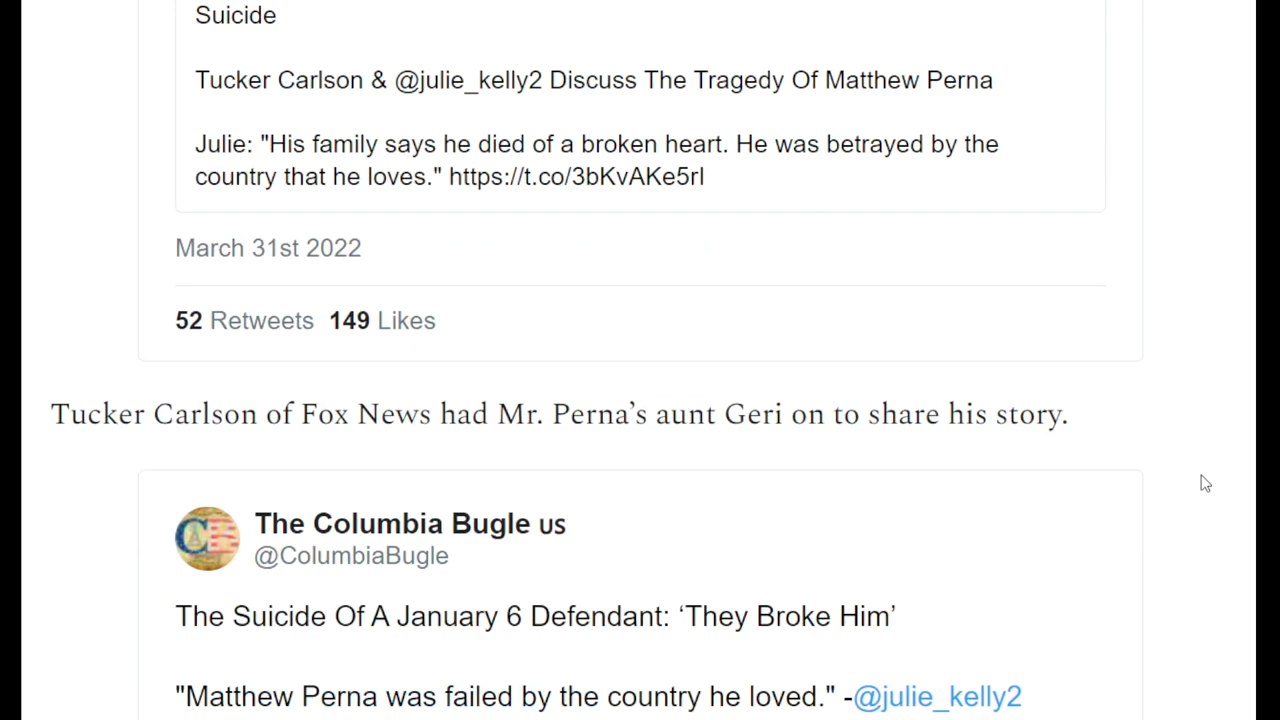 Suicide
Tucker Carlson & @julie_kelly2 Discuss The Tragedy Of Matthew Perna
Julie: "His family says he died of a broken heart. He was betrayed by the
country that he loves." https://t.co/3bKvAKe5rI
March 31st 2022
52 Retweets 149 Likes
Tucker Carlson of Fox News had Mr. Perna’s aunt Geri on to share his story.
The Columbia Bugle US
@ColumbiaBugle
The Suicide Of A January 6 Defendant: ‘They Broke Him’
"Matthew Perna was failed by the country he loved." -@julie_kelly2